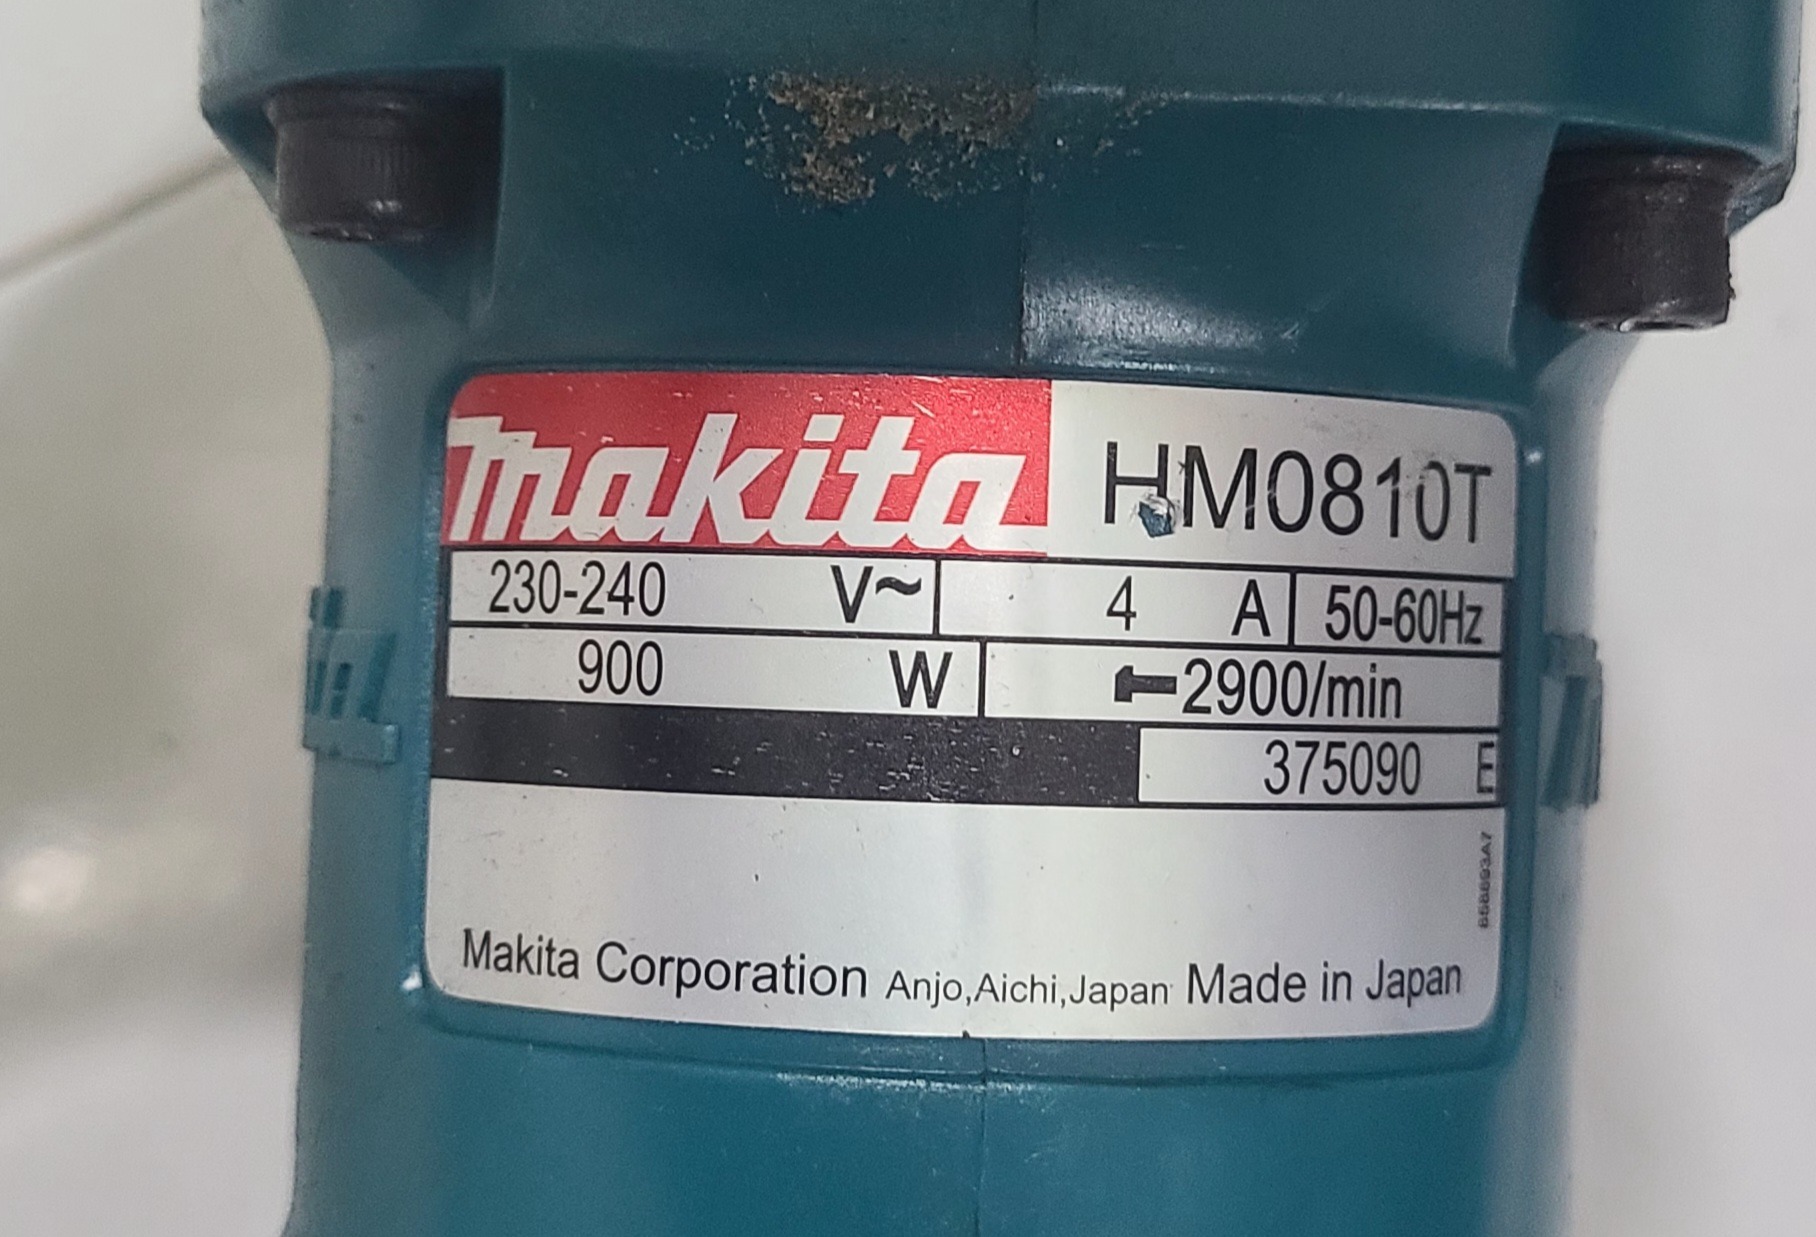 makita HM0810T
230-240 V~ 4 A 50-60Hz
900 W 2900/min
375090 E
Makita Corporation Anjo,Aichi,Japan Made in Japan